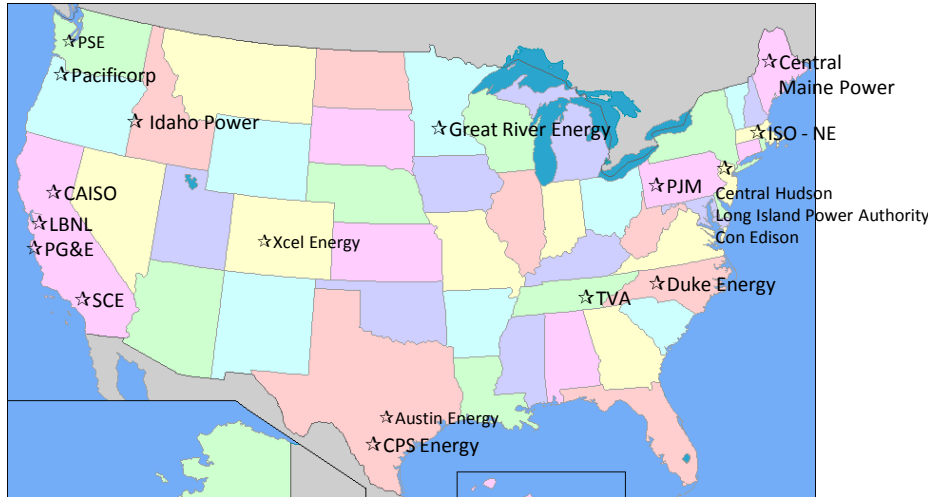 PSE
Central
Maine Power
Pacificorp
Idaho Power
Great River Energy
ISO - NE
CAISO
PJM
Central Hudson
Long Island Power Authority
Con Edison
LBNL
PG&E
Xcel Energy
SCE
TVA
Duke Energy
Austin Energy
CPS Energy